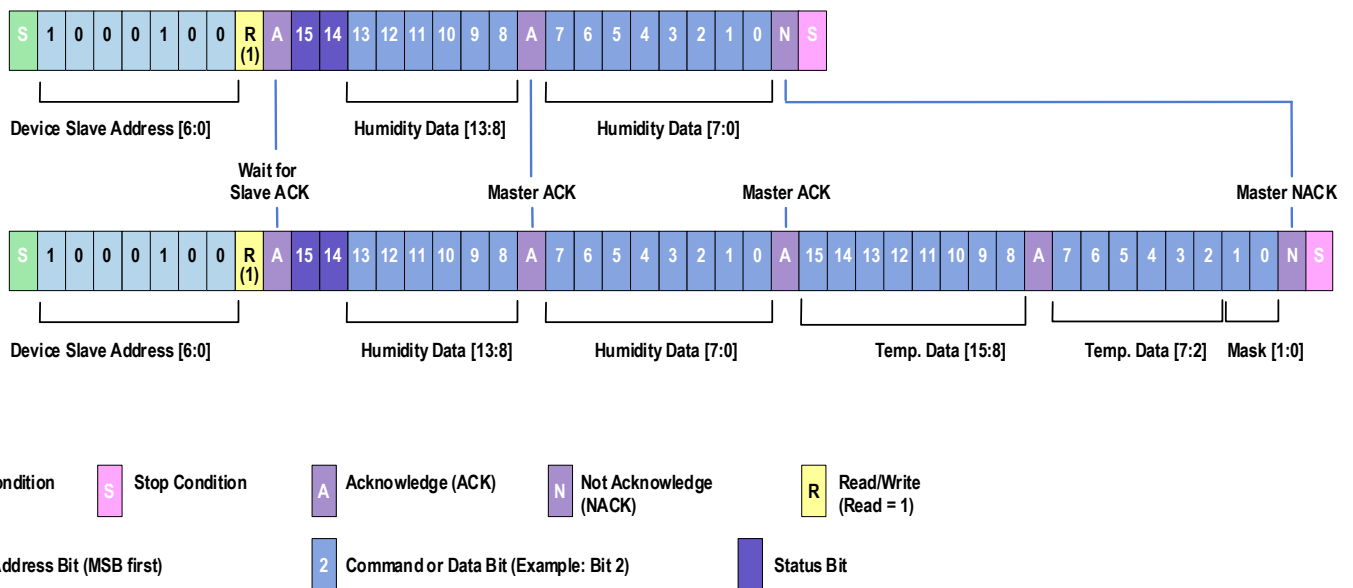 S 1 0 0 0 1 0 0 R (1) A 15 14 13 12 11 10 9 8 A 7 6 5 4 3 2 1 0 N S
Device Slave Address [6:0] Humidity Data [13:8] Humidity Data [7:0]
Wait for
Slave ACK Master ACK Master ACK Master NACK
S 1 0 0 0 1 0 0 R (1) A 15 14 13 12 11 10 9 8 A 7 6 5 4 3 2 1 0 A 15 14 13 12 11 10 9 8 A 7 6 5 4 3 2 1 0 N S
Device Slave Address [6:0] Humidity Data [13:8] Humidity Data [7:0] Temp. Data [15:8] Temp. Data [7:2] Mask [1:0]
ondition S Stop Condition A Acknowledge (ACK) N Not Acknowledge R Read/Write
(NACK) (Read = 1)
ddress Bit (MSB first) 2 Command or Data Bit (Example: Bit 2) Status Bit